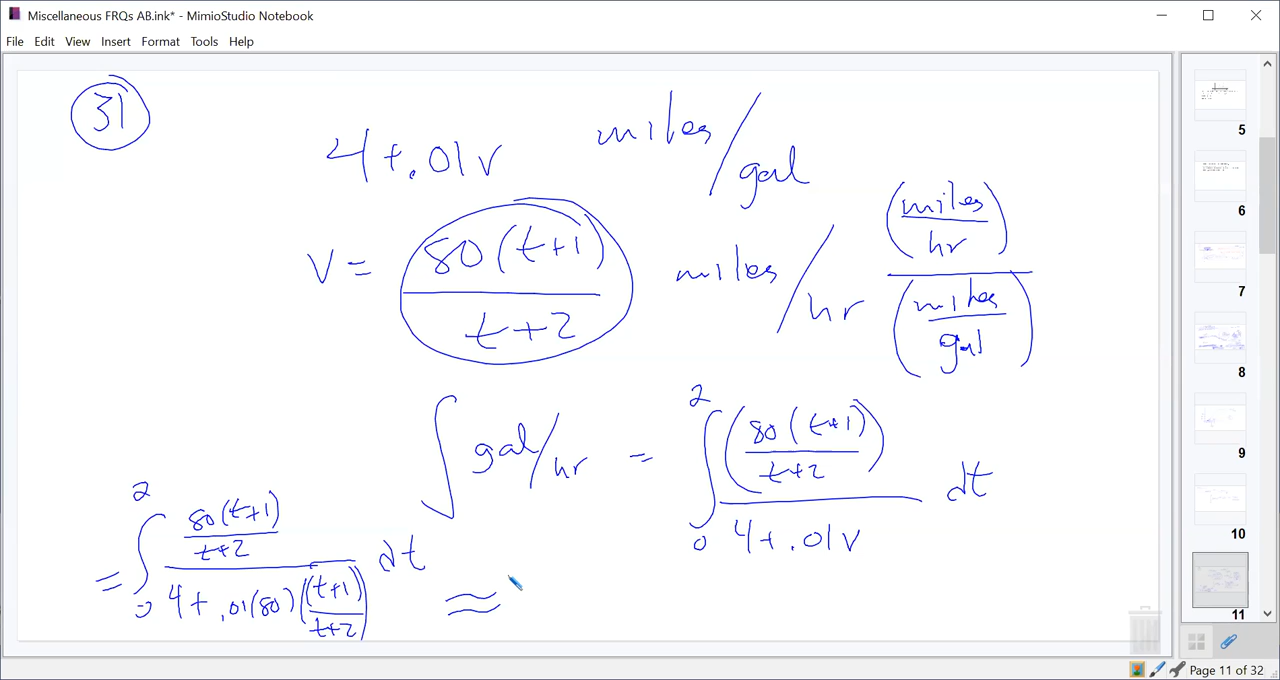 Miscellaneous FRQs AB.ink* - MimioStudio Notebook
File Edit View Insert Format Tools Help
31
4+.01v miles/gal
v = 80(t+1)/(t+2) miles/hr (miles/hr)/(miles/gal)
∫ gal/hr = ∫₀² (80(t+1)/(t+2))/(4+.01v) dt
= ∫₀² (80(t+1)/(t+2))/(4+.01(80)((t+1)/(t+2))) dt ≈
5
6
7
8
9
10
11
Page 11 of 32